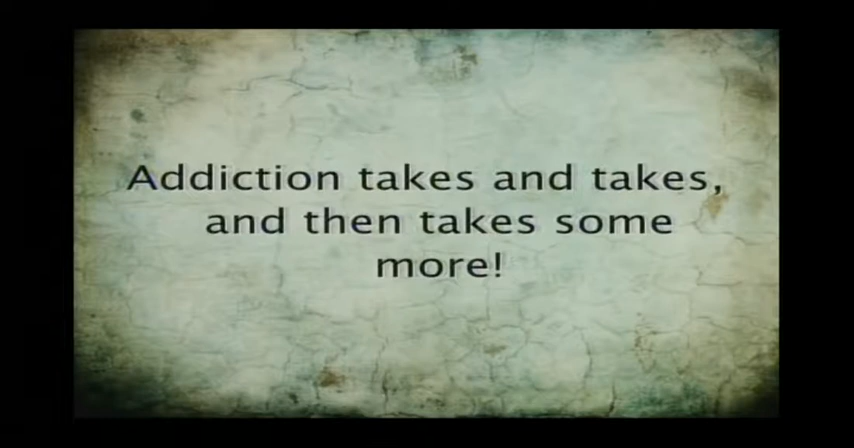 Addiction takes and takes,
and then takes some
more!